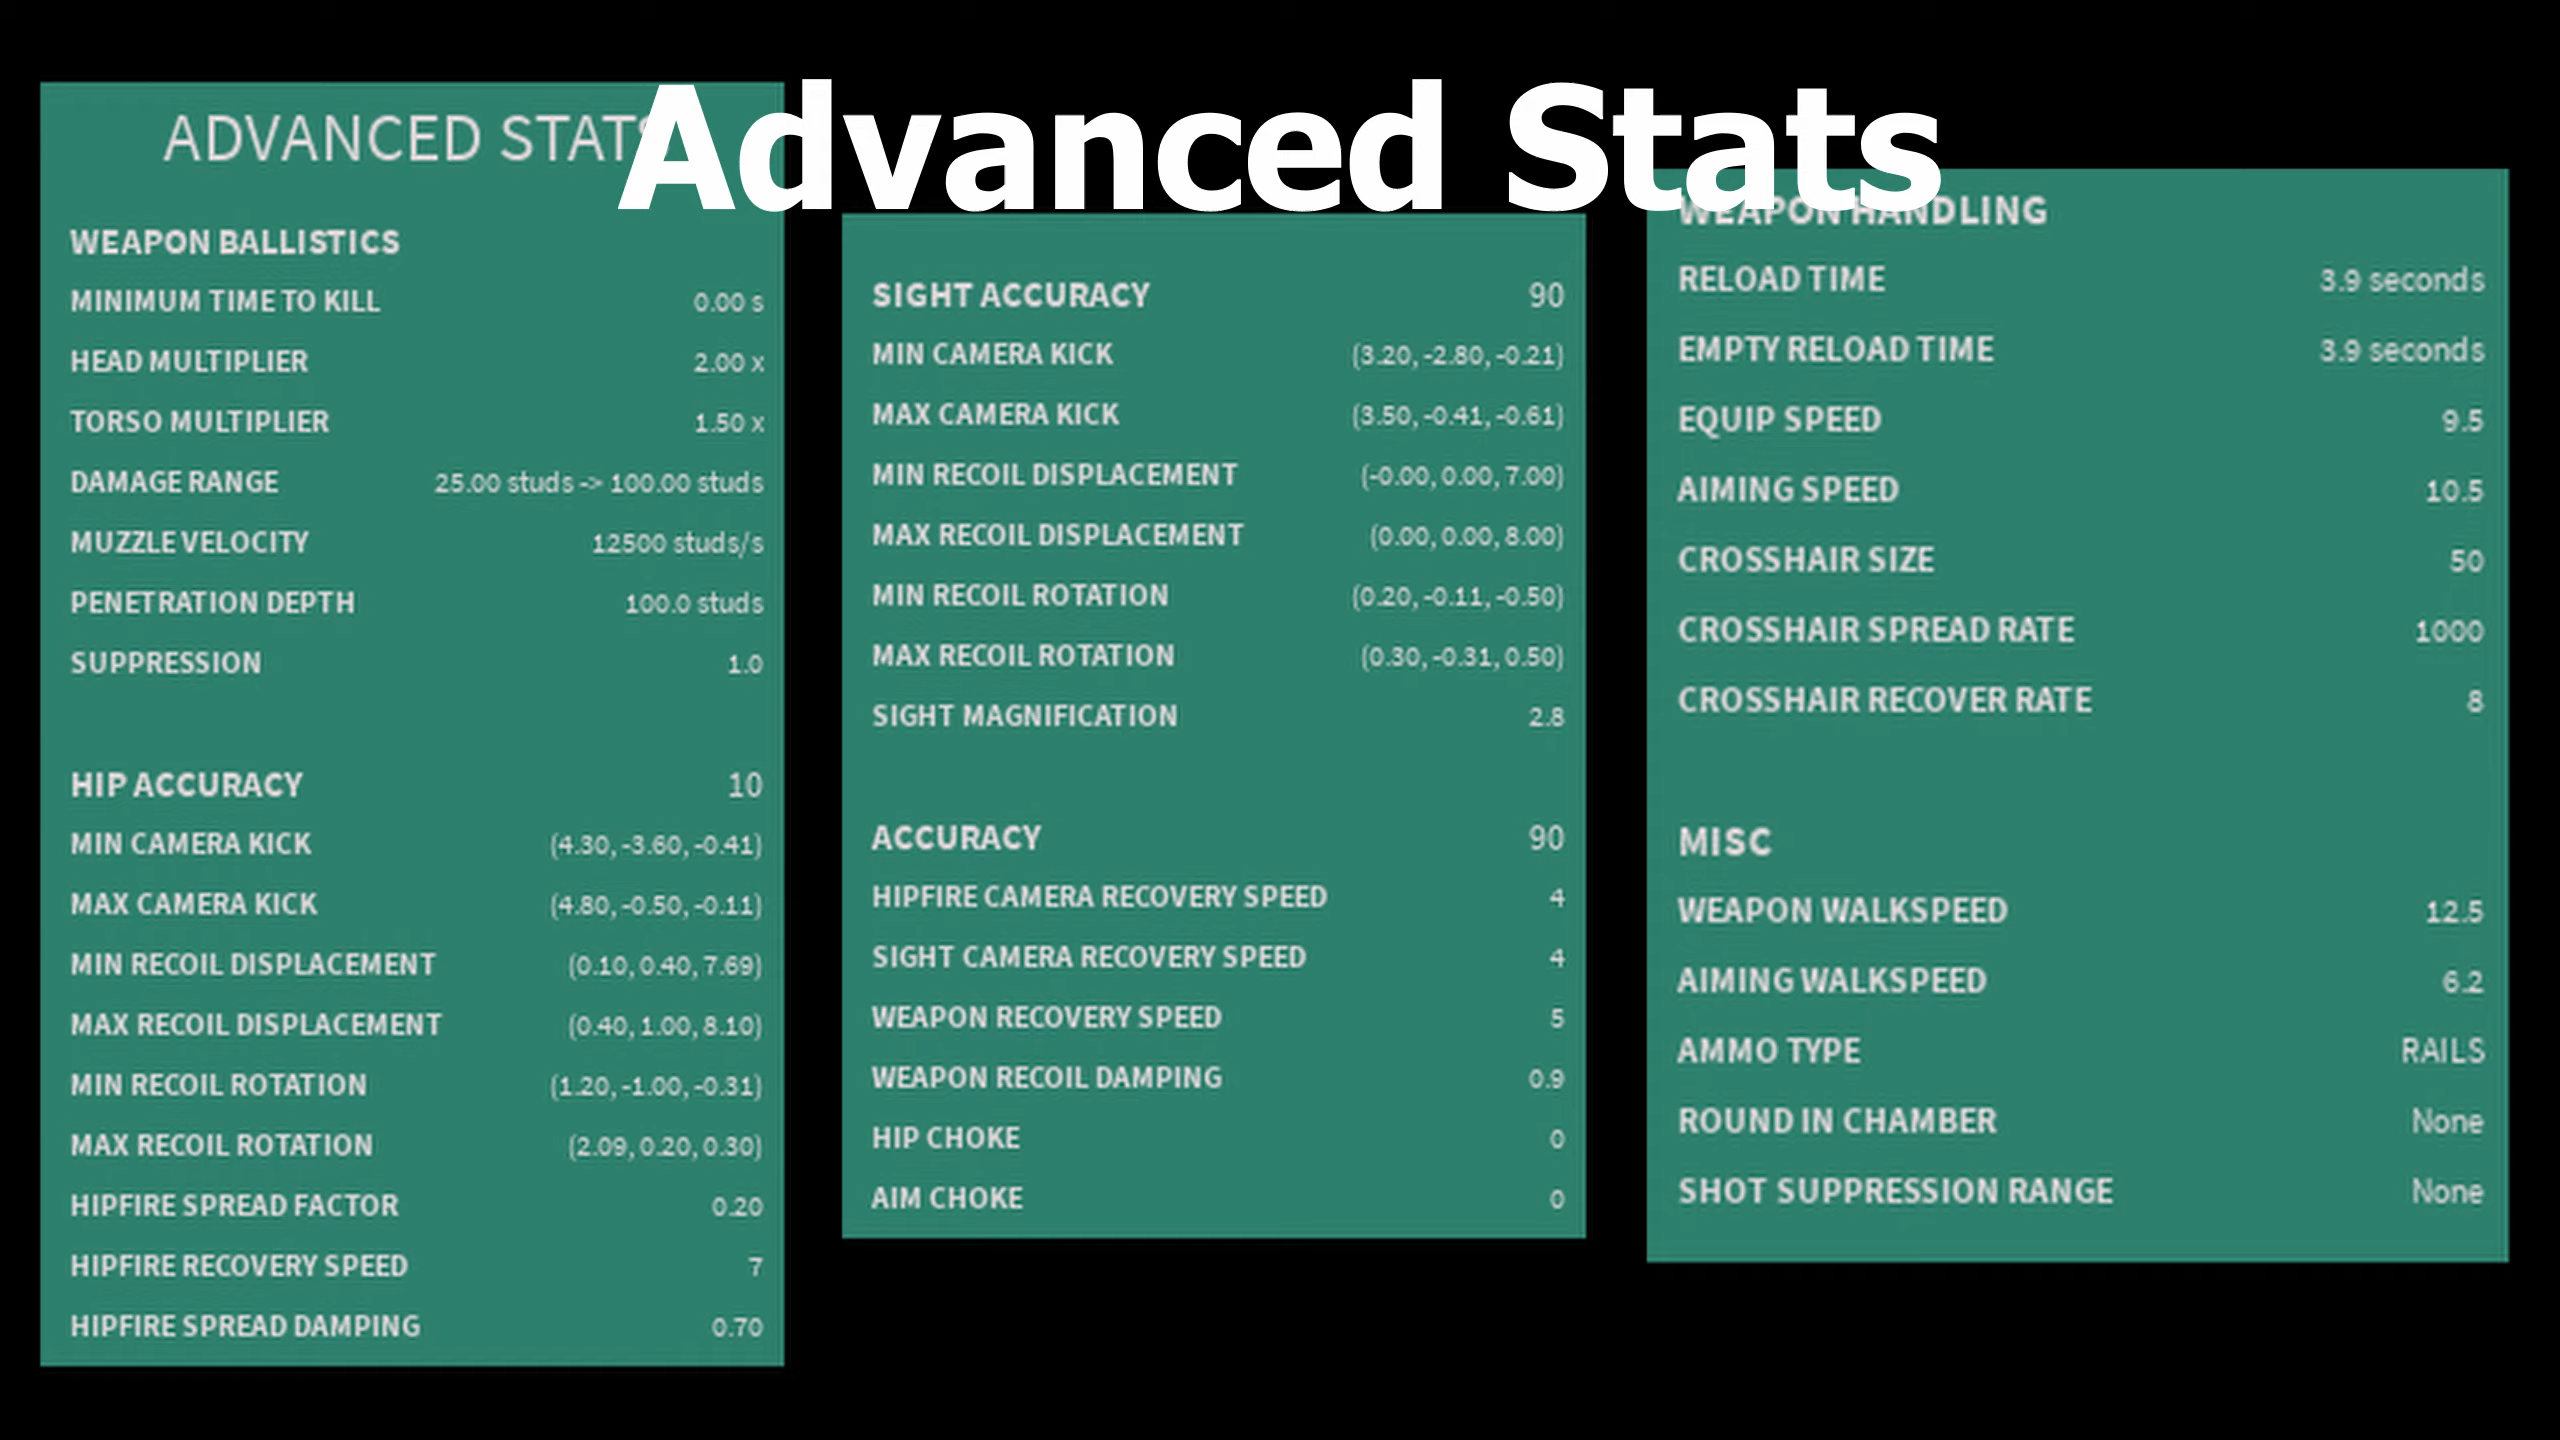 Advanced Stats
ADVANCED STATS
WEAPON BALLISTICS
MINIMUM TIME TO KILL 0.00 s
HEAD MULTIPLIER 2.00 x
TORSO MULTIPLIER 1.50 x
DAMAGE RANGE 25.00 studs -> 100.00 studs
MUZZLE VELOCITY 12500 studs/s
PENETRATION DEPTH 100.0 studs
SUPPRESSION 1.0
HIP ACCURACY 10
MIN CAMERA KICK (4.30, -3.60, -0.41)
MAX CAMERA KICK (4.80, -0.50, -0.11)
MIN RECOIL DISPLACEMENT (0.10, 0.40, 7.69)
MAX RECOIL DISPLACEMENT (0.40, 1.00, 8.10)
MIN RECOIL ROTATION (1.20, -1.00, -0.31)
MAX RECOIL ROTATION (2.09, 0.20, 0.30)
HIPFIRE SPREAD FACTOR 0.20
HIPFIRE RECOVERY SPEED 7
HIPFIRE SPREAD DAMPING 0.70
SIGHT ACCURACY 90
MIN CAMERA KICK (3.20, -2.80, -0.21)
MAX CAMERA KICK (3.50, -0.41, -0.61)
MIN RECOIL DISPLACEMENT (-0.00, 0.00, 7.00)
MAX RECOIL DISPLACEMENT (0.00, 0.00, 8.00)
MIN RECOIL ROTATION (0.20, -0.11, -0.50)
MAX RECOIL ROTATION (0.30, -0.31, 0.50)
SIGHT MAGNIFICATION 2.8
ACCURACY 90
HIPFIRE CAMERA RECOVERY SPEED 4
SIGHT CAMERA RECOVERY SPEED 4
WEAPON RECOVERY SPEED 5
WEAPON RECOIL DAMPING 0.9
HIP CHOKE 0
AIM CHOKE 0
WEAPON HANDLING
RELOAD TIME 3.9 seconds
EMPTY RELOAD TIME 3.9 seconds
EQUIP SPEED 9.5
AIMING SPEED 10.5
CROSSHAIR SIZE 50
CROSSHAIR SPREAD RATE 1000
CROSSHAIR RECOVER RATE 8
MISC
WEAPON WALKSPEED 12.5
AIMING WALKSPEED 6.2
AMMO TYPE RAILS
ROUND IN CHAMBER None
SHOT SUPPRESSION RANGE None